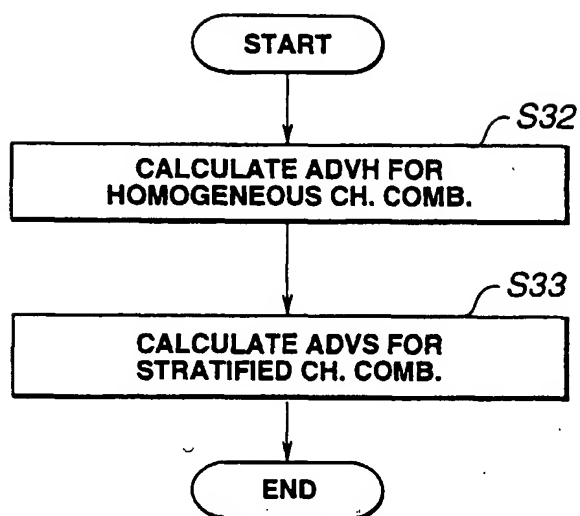 START
S32
CALCULATE ADVH FOR
HOMOGENEOUS CH. COMB.
S33
CALCULATE ADVS FOR
STRATIFIED CH. COMB.
END